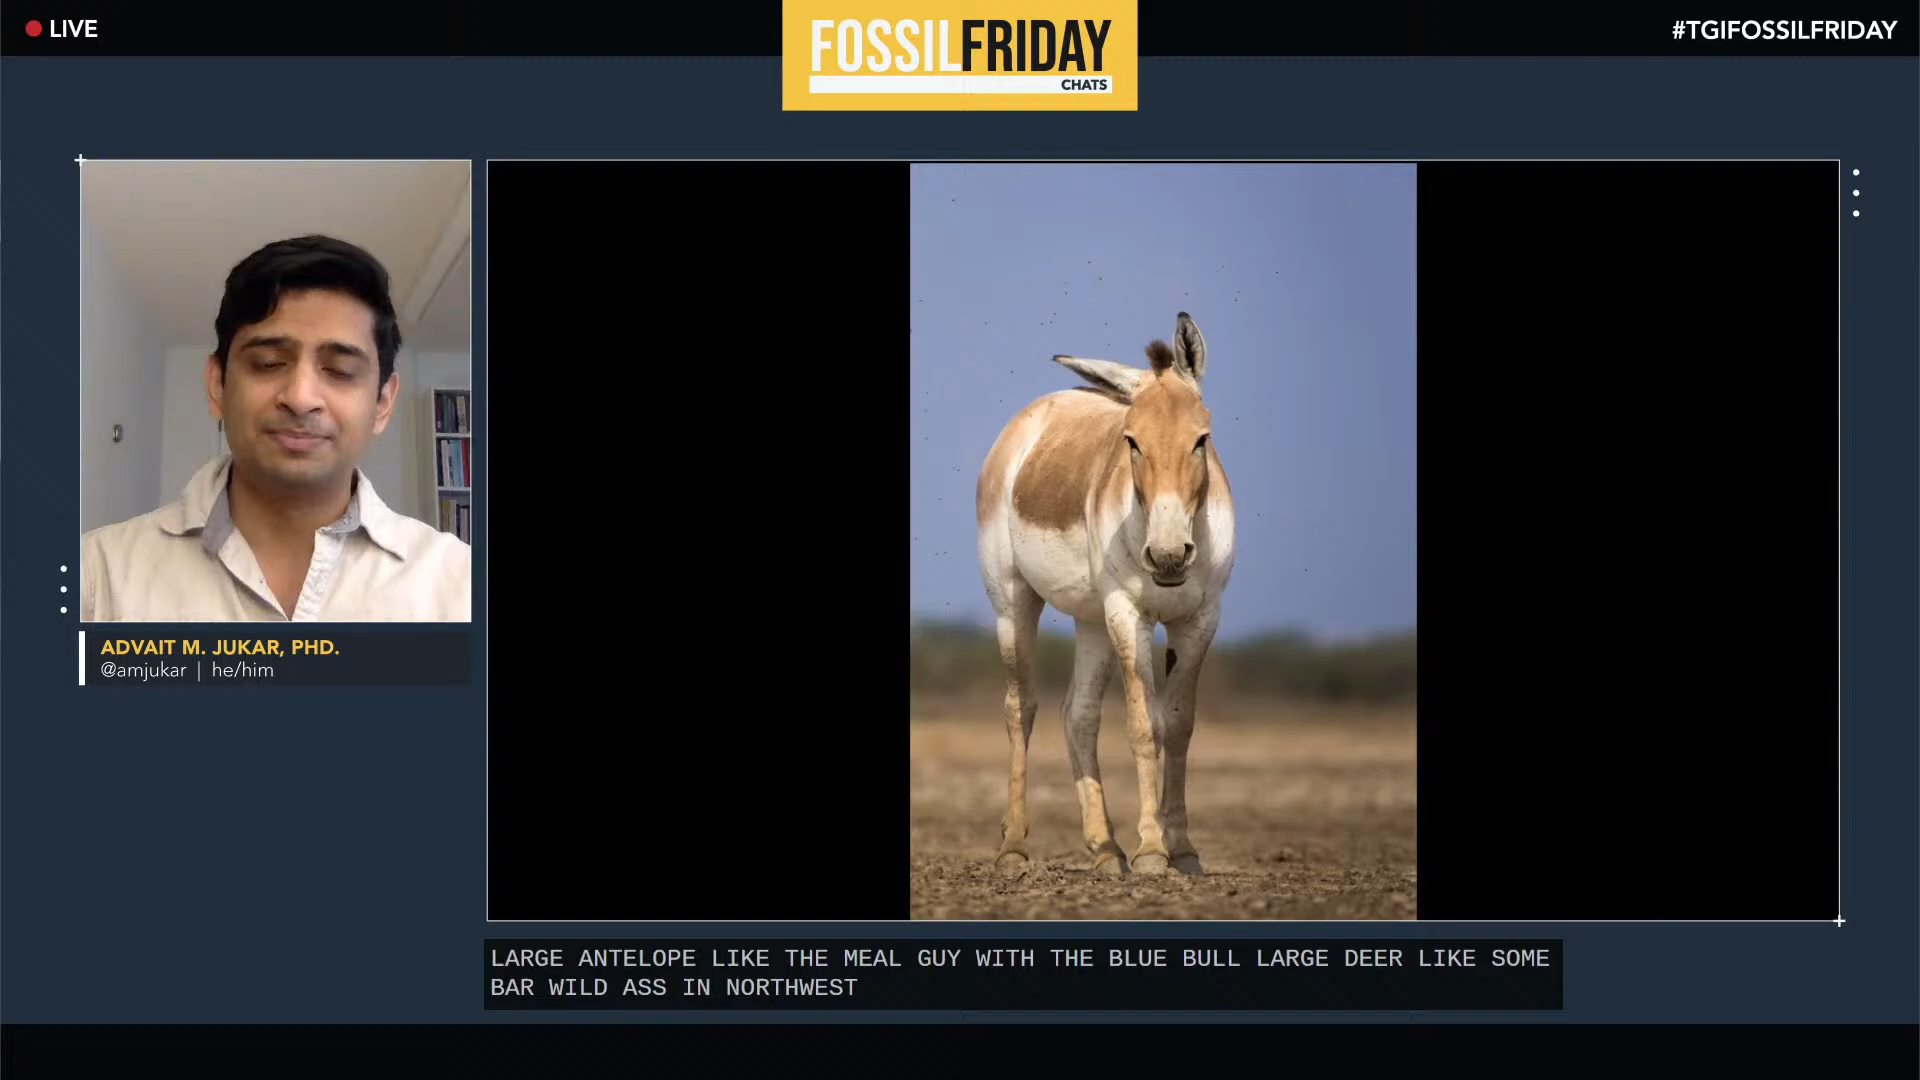 LIVE
FOSSILFRIDAY
CHATS
#TGIFOSSILFRIDAY
ADVAIT M. JUKAR, PHD.
@amjukar | he/him
LARGE ANTELOPE LIKE THE MEAL GUY WITH THE BLUE BULL LARGE DEER LIKE SOME
BAR WILD ASS IN NORTHWEST